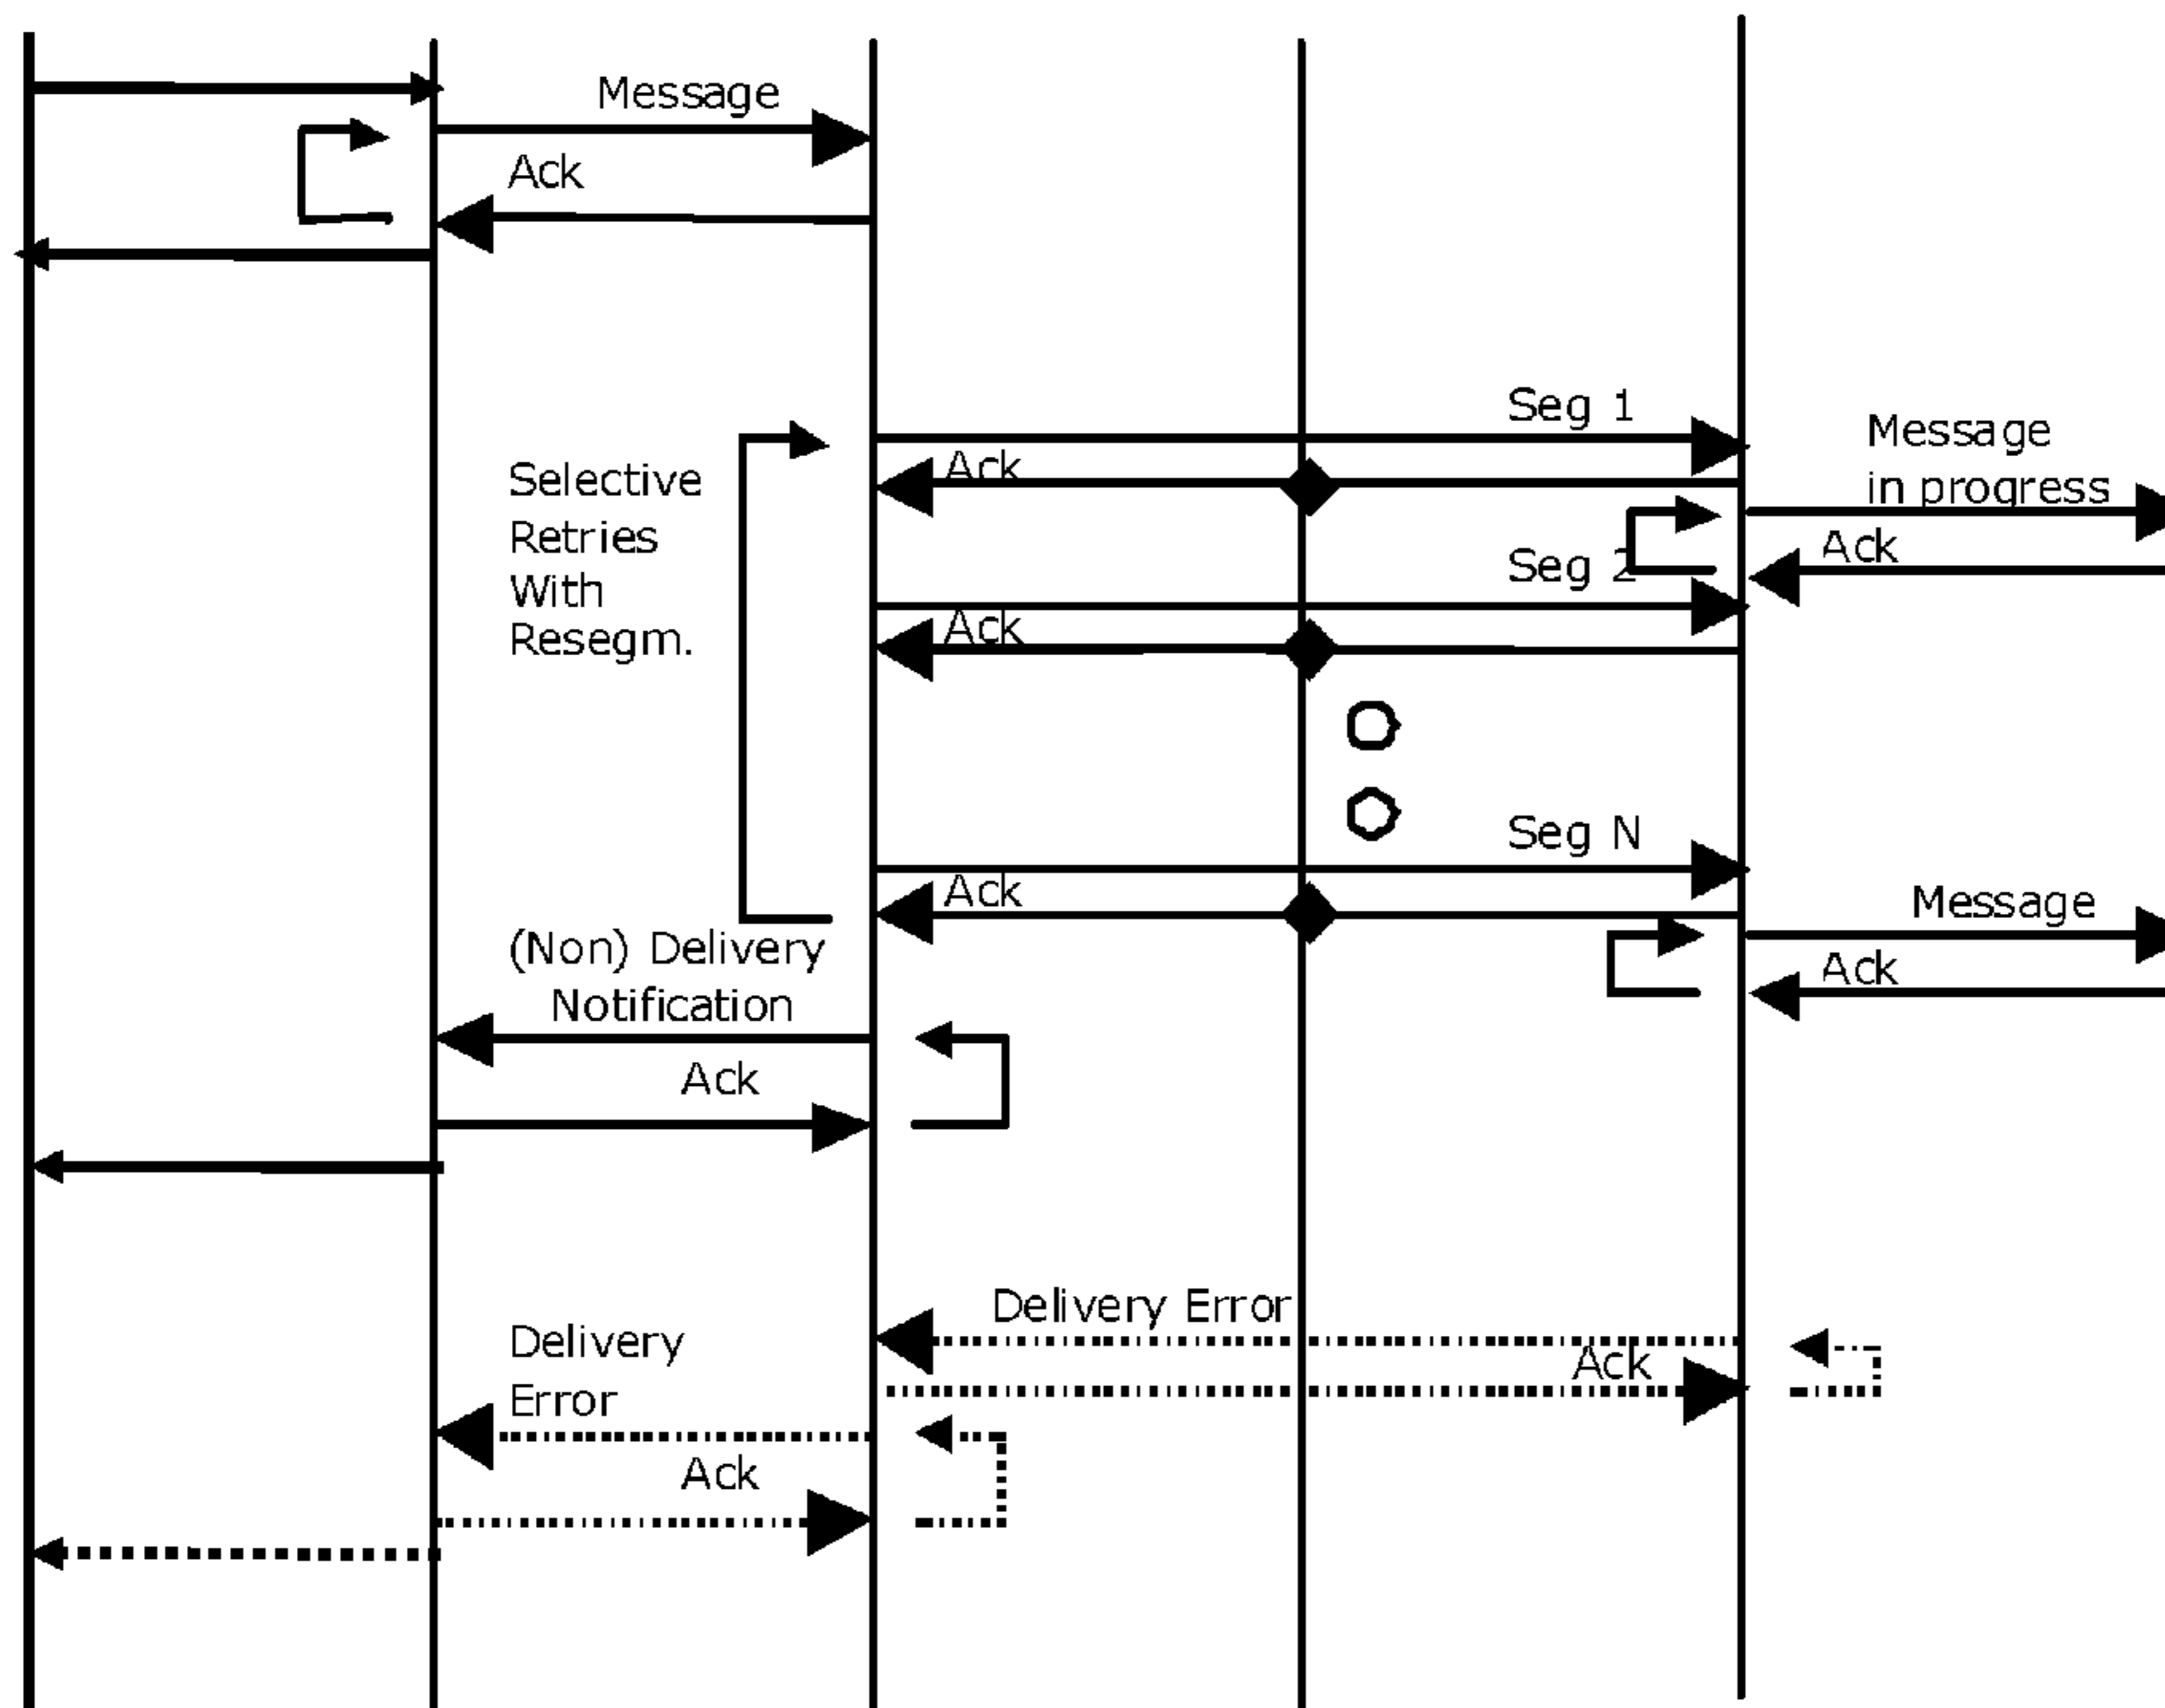 Message
Ack
Seg 1
Message
in progress
Ack
Selective
Retries
With
Resegm.
Ack
Seg 2
Ack
Seg N
Ack
Message
Ack
(Non) Delivery
Notification
Ack
Delivery Error
Ack
Delivery
Error
Ack